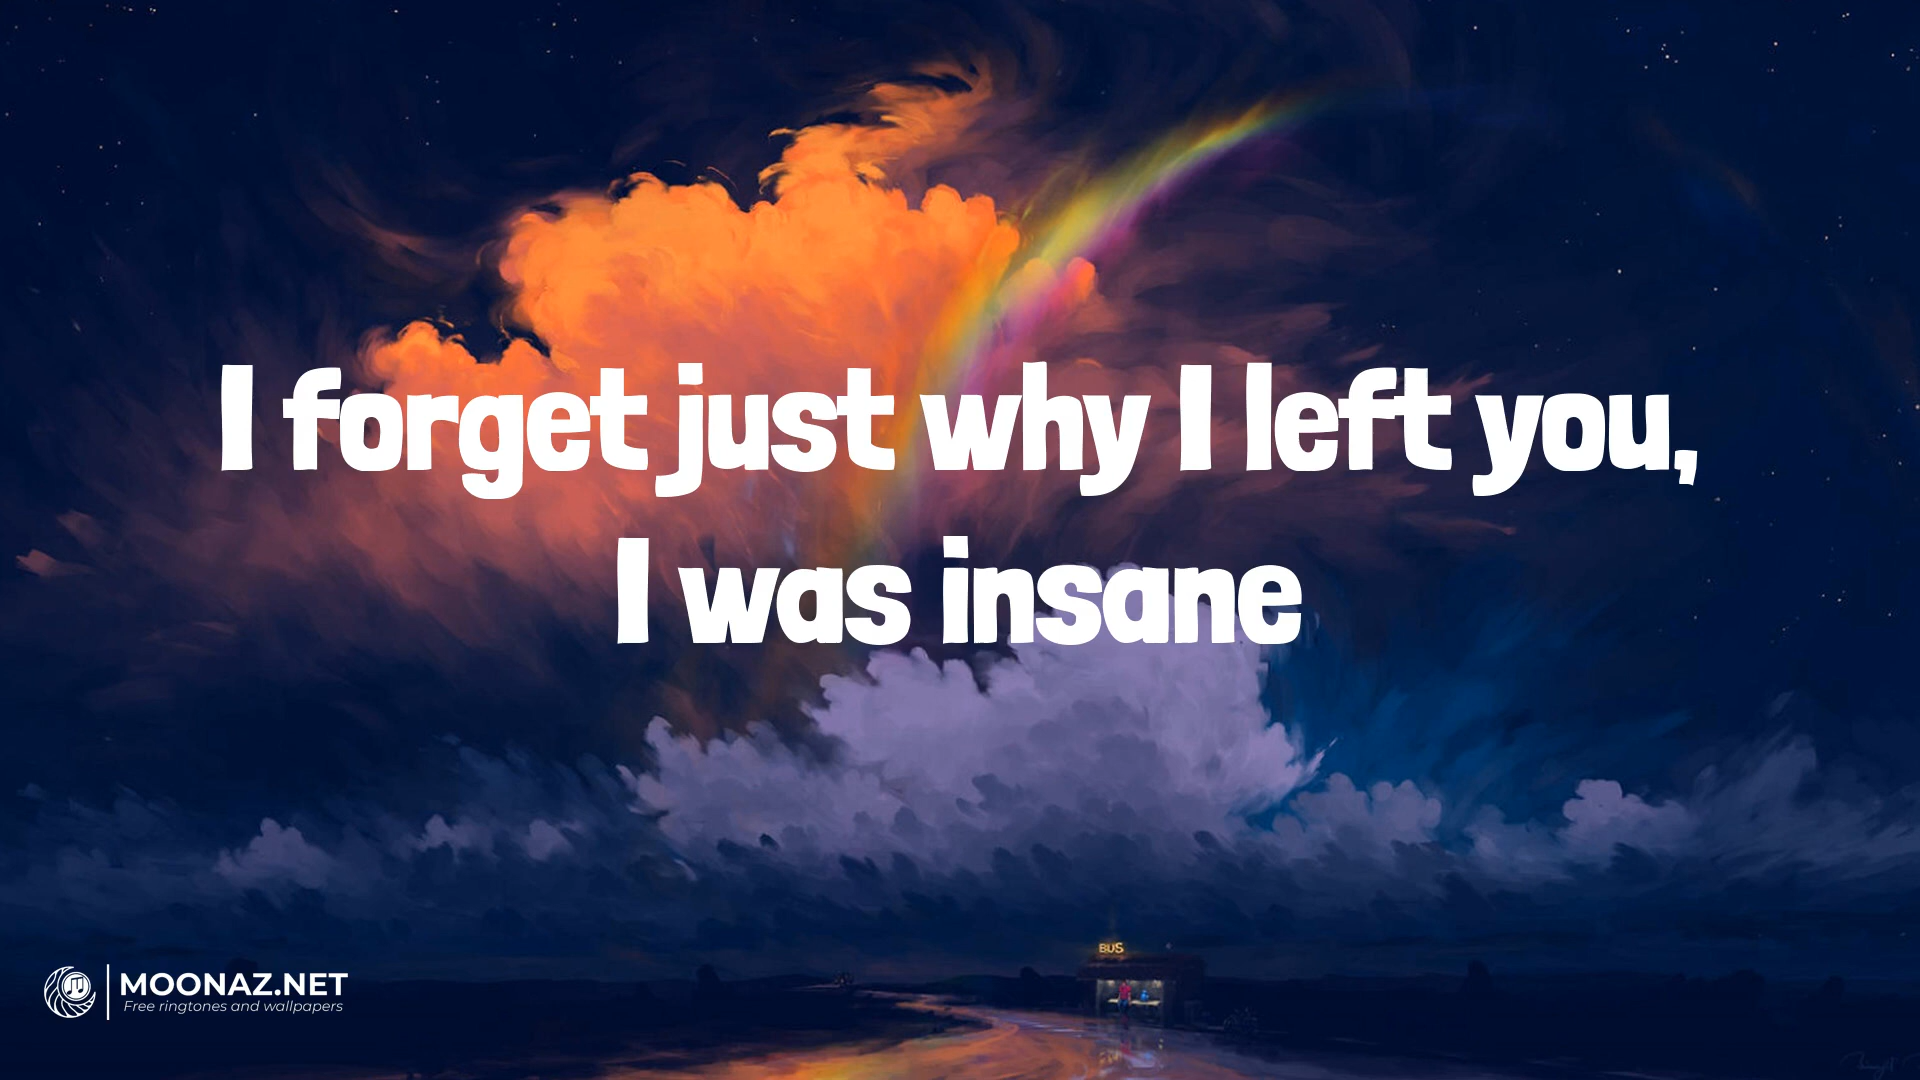 I forget just why I left you,
I was insane
BUS
MOONAZ.NET
Free ringtones and wallpapers